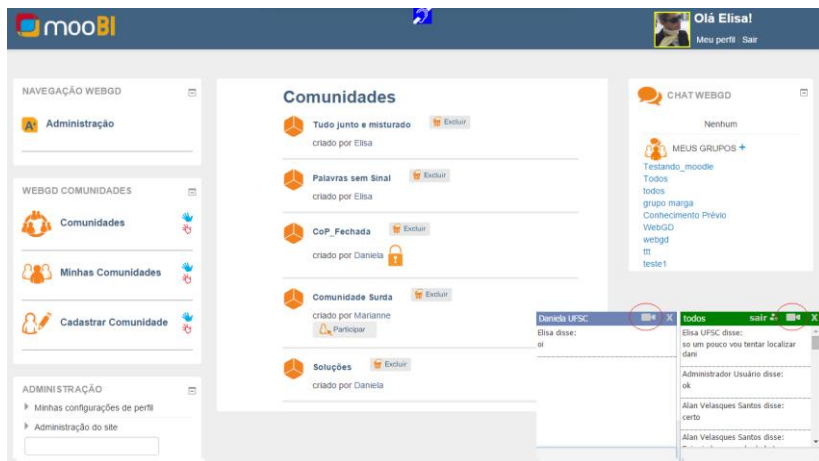 mooBI
Olá Elisa!
Meu perfil Sair
NAVEGAÇÃO WEBGD
A+ Administração
WEBGD COMUNIDADES
Comunidades
Minhas Comunidades
Cadastrar Comunidade
ADMINISTRAÇÃO
Minhas configurações de perfil
Administração do site
Comunidades
Tudo junto e misturado Excluir
criado por Elisa
Palavras sem Sinal Excluir
criado por Elisa
CoP_Fechada Excluir
criado por Daniela
Comunidade Surda Excluir
criado por Marianne
Participar
Soluções Excluir
criado por Daniela
CHAT WEBGD
Nenhum
MEUS GRUPOS +
Testando_moodle
Todos
todos
grupo marga
Conhecimento Prévio
WebGD
webgd
ttt
teste1
Daniela UFSC X
Elisa disse:
oi
todos sair X
Elisa UFSC disse:
so um pouco vou tentar localizar
dani
Administrador Usuário disse:
ok
Alan Velasques Santos disse:
certo
Alan Velasques Santos disse: